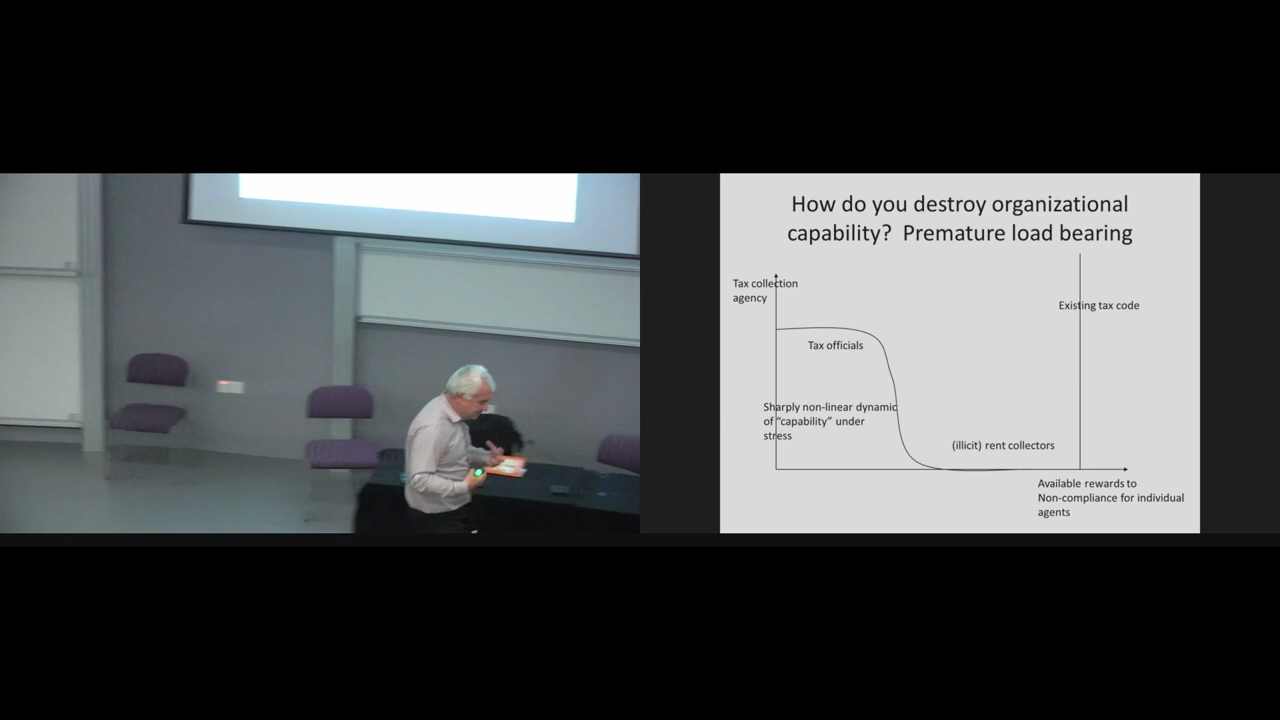 How do you destroy organizational
capability?  Premature load bearing
Tax collection
agency
Existing tax code
Tax officials
Sharply non-linear dynamic
of “capability” under
stress
(illicit) rent collectors
Available rewards to
Non-compliance for individual
agents